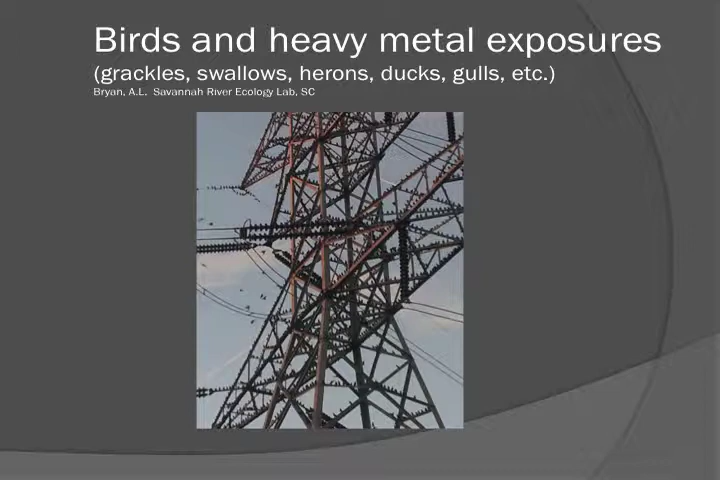 Birds and heavy metal exposures
(grackles, swallows, herons, ducks, gulls, etc.)
Bryan, A.L. Savannah River Ecology Lab, SC